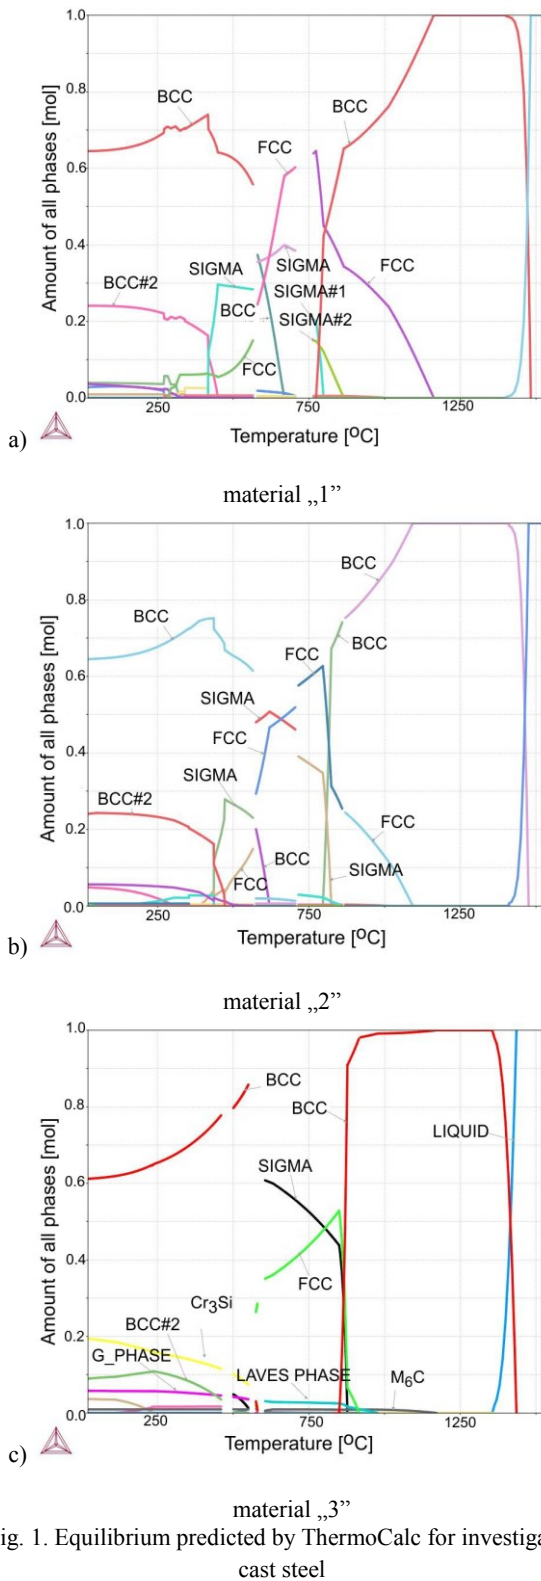 1.0
0.8
0.6
0.4
0.2
0.0
Amount of all phases [mol]
BCC
FCC
BCC
BCC#2
SIGMA
SIGMA
FCC
SIGMA#1
BCC
SIGMA#2
FCC
250 750 1250
Temperature [ºC]
a)
material „1”
1.0
0.8
0.6
0.4
0.2
0.0
Amount of all phases [mol]
BCC
BCC
FCC
BCC
SIGMA
FCC
SIGMA
BCC#2
FCC
BCC
FCC
SIGMA
250 750 1250
Temperature [ºC]
b)
material „2”
1.0
0.8
0.6
0.4
0.2
0.0
Amount of all phases [mol]
BCC
BCC
LIQUID
SIGMA
FCC
Cr₃Si
BCC#2
G_PHASE
LAVES PHASE
M₆C
250 750 1250
Temperature [ºC]
c)
material „3”
ig. 1. Equilibrium predicted by ThermoCalc for investiga
cast steel